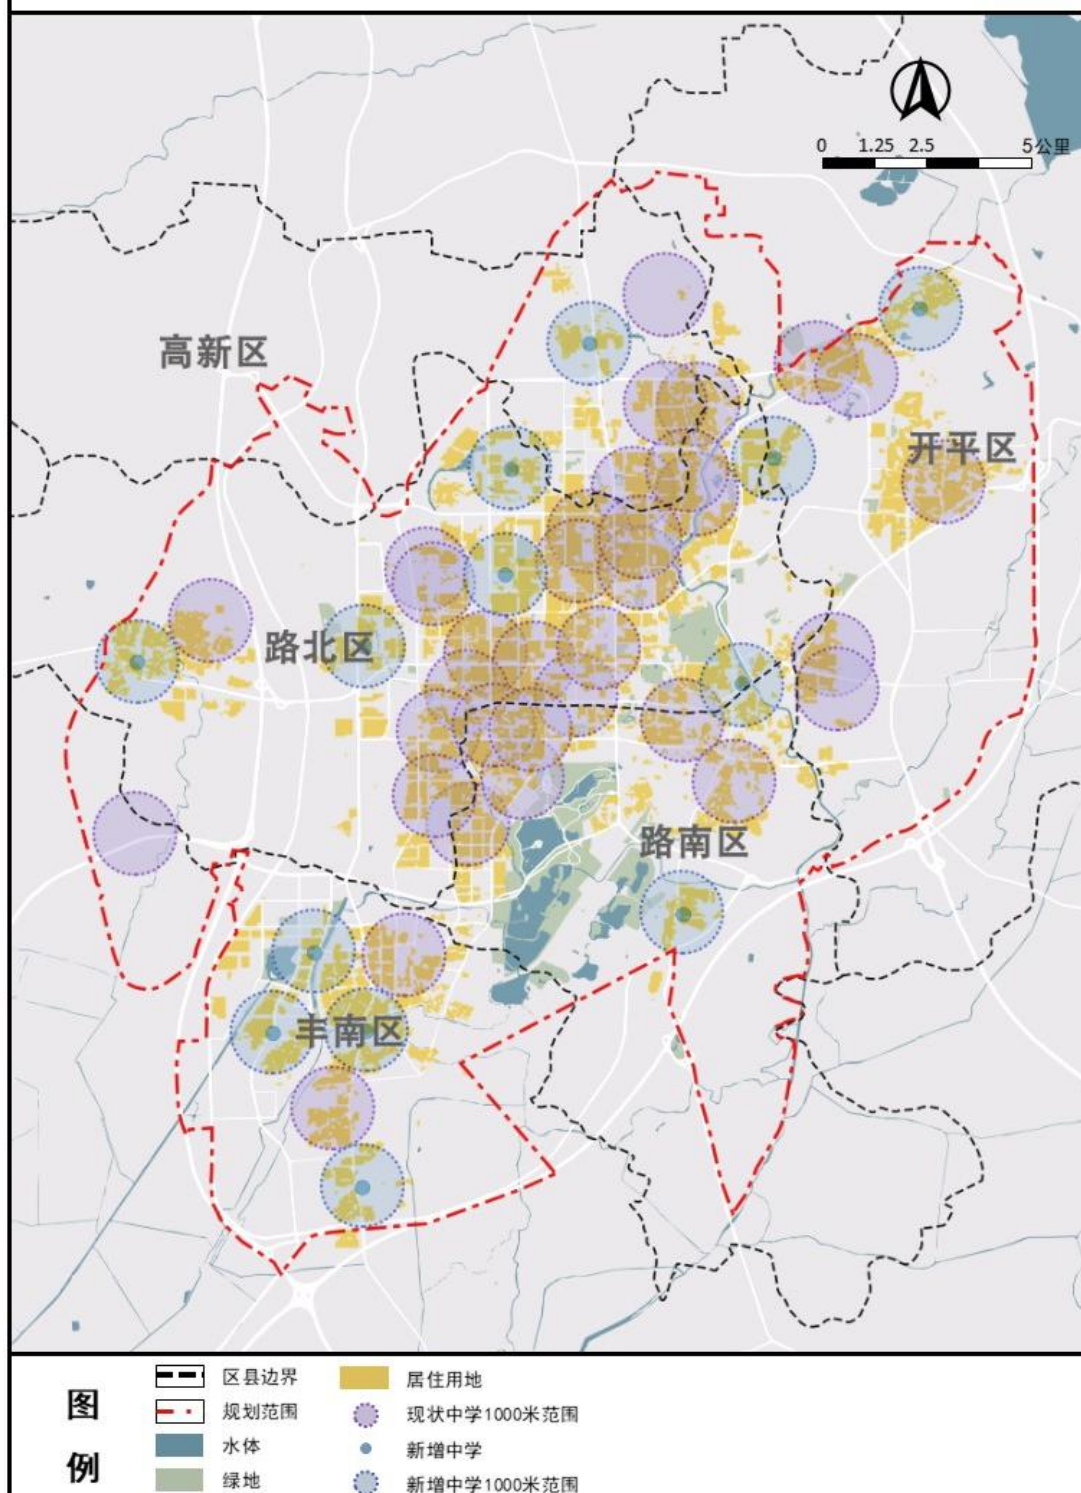 0 1.25 2.5 5公里
高新区
开平区
路北区
路南区
丰南区
图例
区县边界
规划范围
水体
绿地
居住用地
现状中学1000米范围
新增中学
新增中学1000米范围